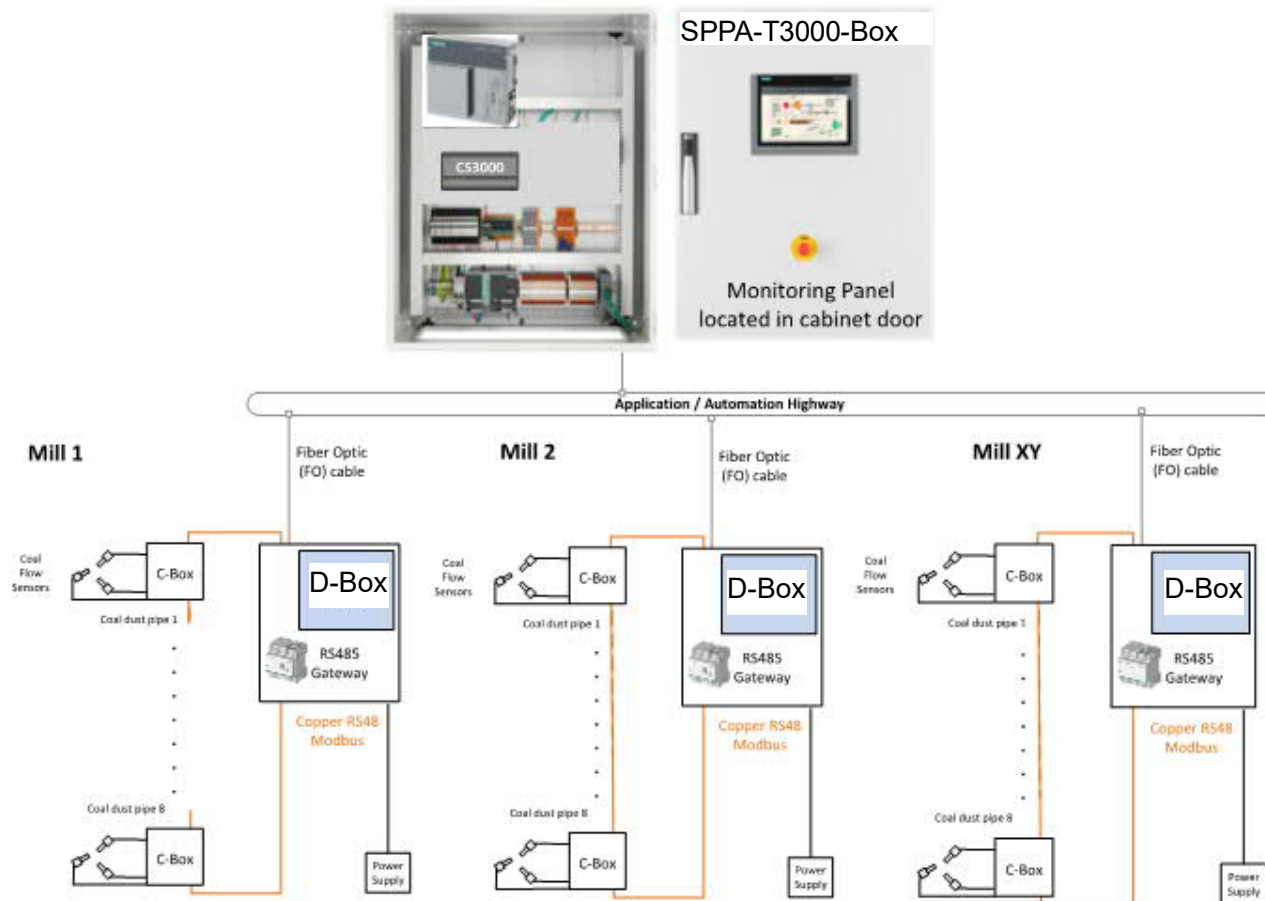 SPPA-T3000-Box
CS3000
Monitoring Panel
located in cabinet door
Application / Automation Highway
Mill 1
Fiber Optic
(FO) cable
Mill 2
Fiber Optic
(FO) cable
Mill XY
Fiber Optic
(FO) cable
Coal
Flow
Sensors
C-Box
D-Box
Coal dust pipe 1
RS485
Gateway
Copper RS48
Modbus
Coal dust pipe 8
C-Box
Power
Supply
Coal
Flow
Sensors
C-Box
D-Box
Coal dust pipe 1
RS485
Gateway
Copper RS48
Modbus
Coal dust pipe 8
C-Box
Power
Supply
Coal
Flow
Sensors
C-Box
D-Box
Coal dust pipe 1
RS485
Gateway
Copper RS48
Modbus
Coal dust pipe 8
C-Box
Power
Supply